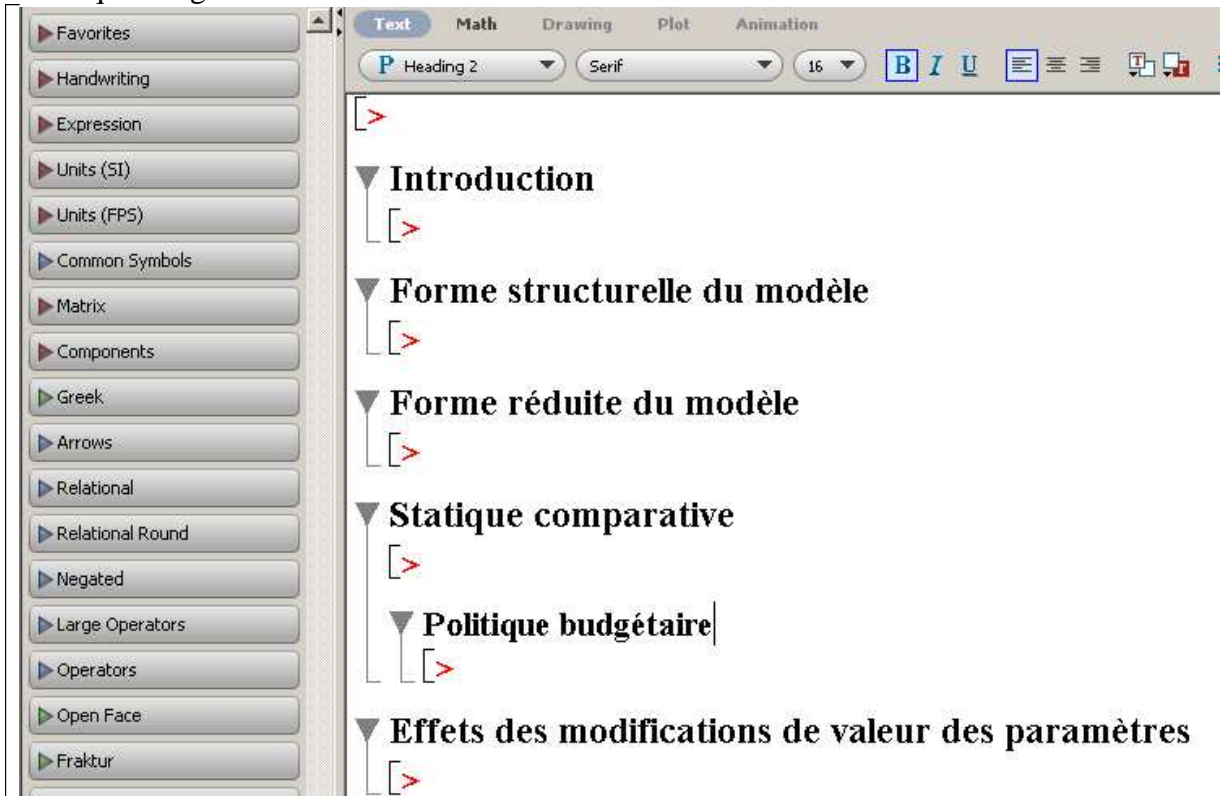 Favorites
Handwriting
Expression
Units (SI)
Units (FPS)
Common Symbols
Matrix
Components
Greek
Arrows
Relational
Relational Round
Negated
Large Operators
Operators
Open Face
Fraktur
Text Math Drawing Plot Animation
P Heading 2 Serif 16 B I U
[>
Introduction
[>
Forme structurelle du modèle
[>
Forme réduite du modèle
[>
Statique comparative
[>
Politique budgétaire
[>
Effets des modifications de valeur des paramètres
[>